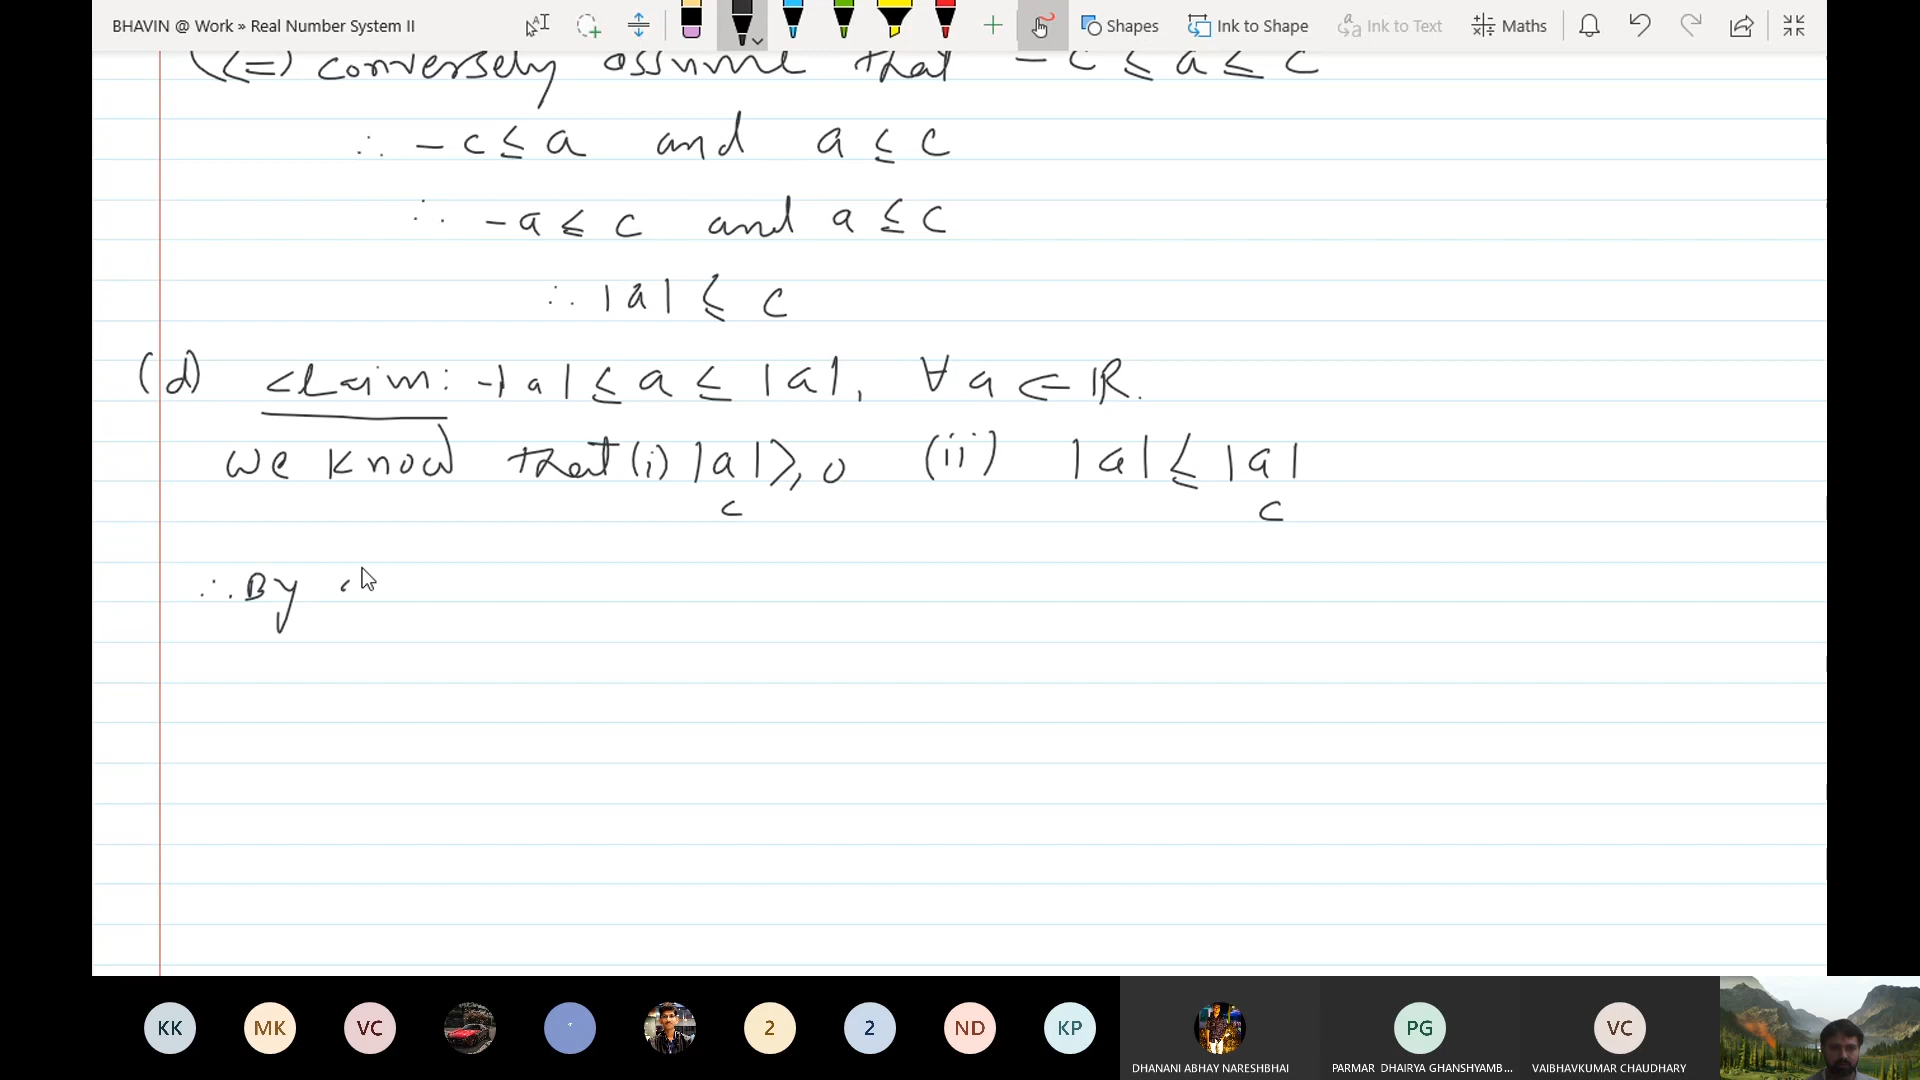 BHAVIN @ Work » Real Number System II
Shapes
Ink to Shape
Ink to Text
Maths
(<=) conversely assume that -c ≤ a ≤ c
∴ -c ≤ a and a ≤ c
∴ -a ≤ c and a ≤ c
∴ |a| ≤ c
(d) claim: -|a| ≤ a ≤ |a|, ∀ a ∈ ℝ.
we know that (i) |a| ≥ 0 (ii) |a| ≤ |a|
c c
∴ By
KK MK VC 2 2 ND KP PG VC
DHANANI ABHAY NARESHBHAI
PARMAR DHAIRYA GHANSHYAMB...
VAIBHAVKUMAR CHAUDHARY